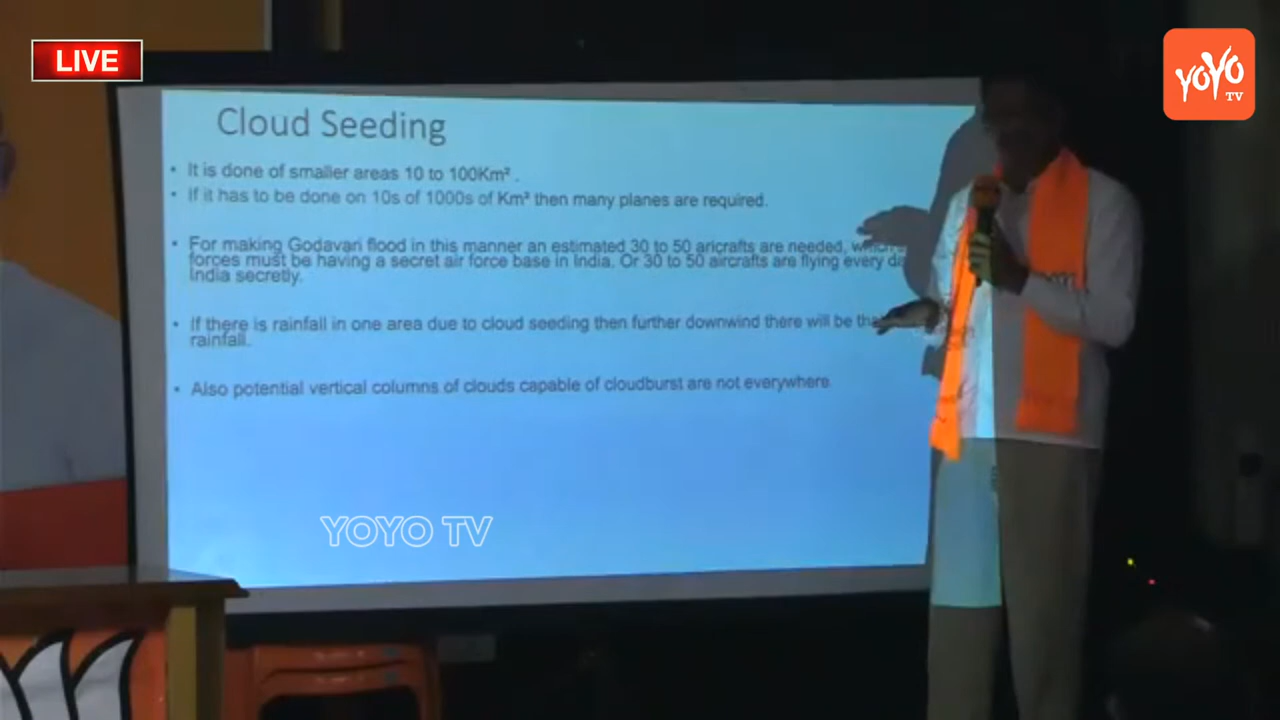 LIVE
YOYO
TV
Cloud Seeding
• It is done of smaller areas 10 to 100Km² .
• If it has to be done on 10s of 1000s of Km² then many planes are required.
• For making Godavari flood in this manner an estimated 30 to 50 aricrafts are needed,
forces must be having a secret air force base in India. Or 30 to 50 aircrafts are flying every
India secretly.
• If there is rainfall in one area due to cloud seeding then further downwind there will be
rainfall.
• Also potential vertical columns of clouds capable of cloudburst are not everywhere
YOYO TV